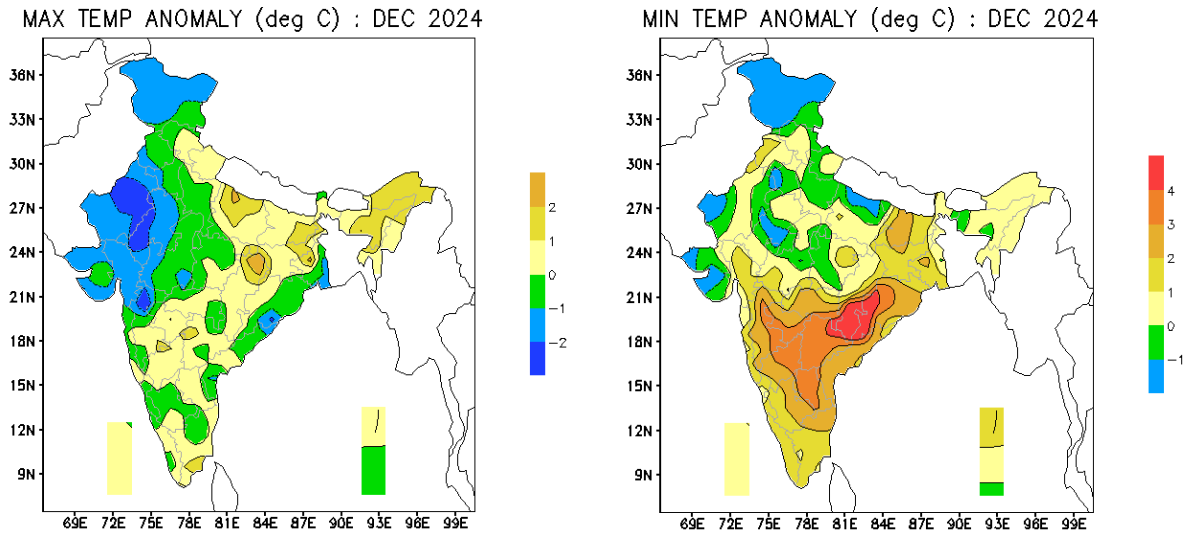 MAX TEMP ANOMALY (deg C) : DEC 2024
36N
33N
30N
27N
24N
21N
18N
15N
12N
9N
69E 72E 75E 78E 81E 84E 87E 90E 93E 96E 99E
2
1
0
-1
-2
MIN TEMP ANOMALY (deg C) : DEC 2024
36N
33N
30N
27N
24N
21N
18N
15N
12N
9N
69E 72E 75E 78E 81E 84E 87E 90E 93E 96E 99E
4
3
2
1
0
-1